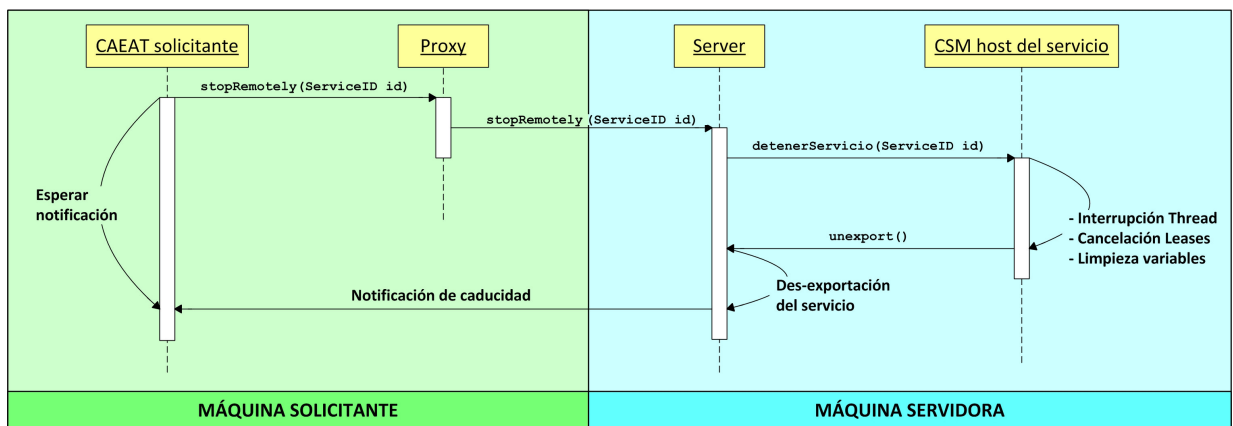 CAEAT solicitante
Proxy
Server
CSM host del servicio
stopRemotely(ServiceID id)
stopRemotely(ServiceID id)
detenerServicio(ServiceID id)
Esperar
notificación
- Interrupción Thread
- Cancelación Leases
- Limpieza variables
unexport()
Des-exportación
del servicio
Notificación de caducidad
MÁQUINA SOLICITANTE
MÁQUINA SERVIDORA